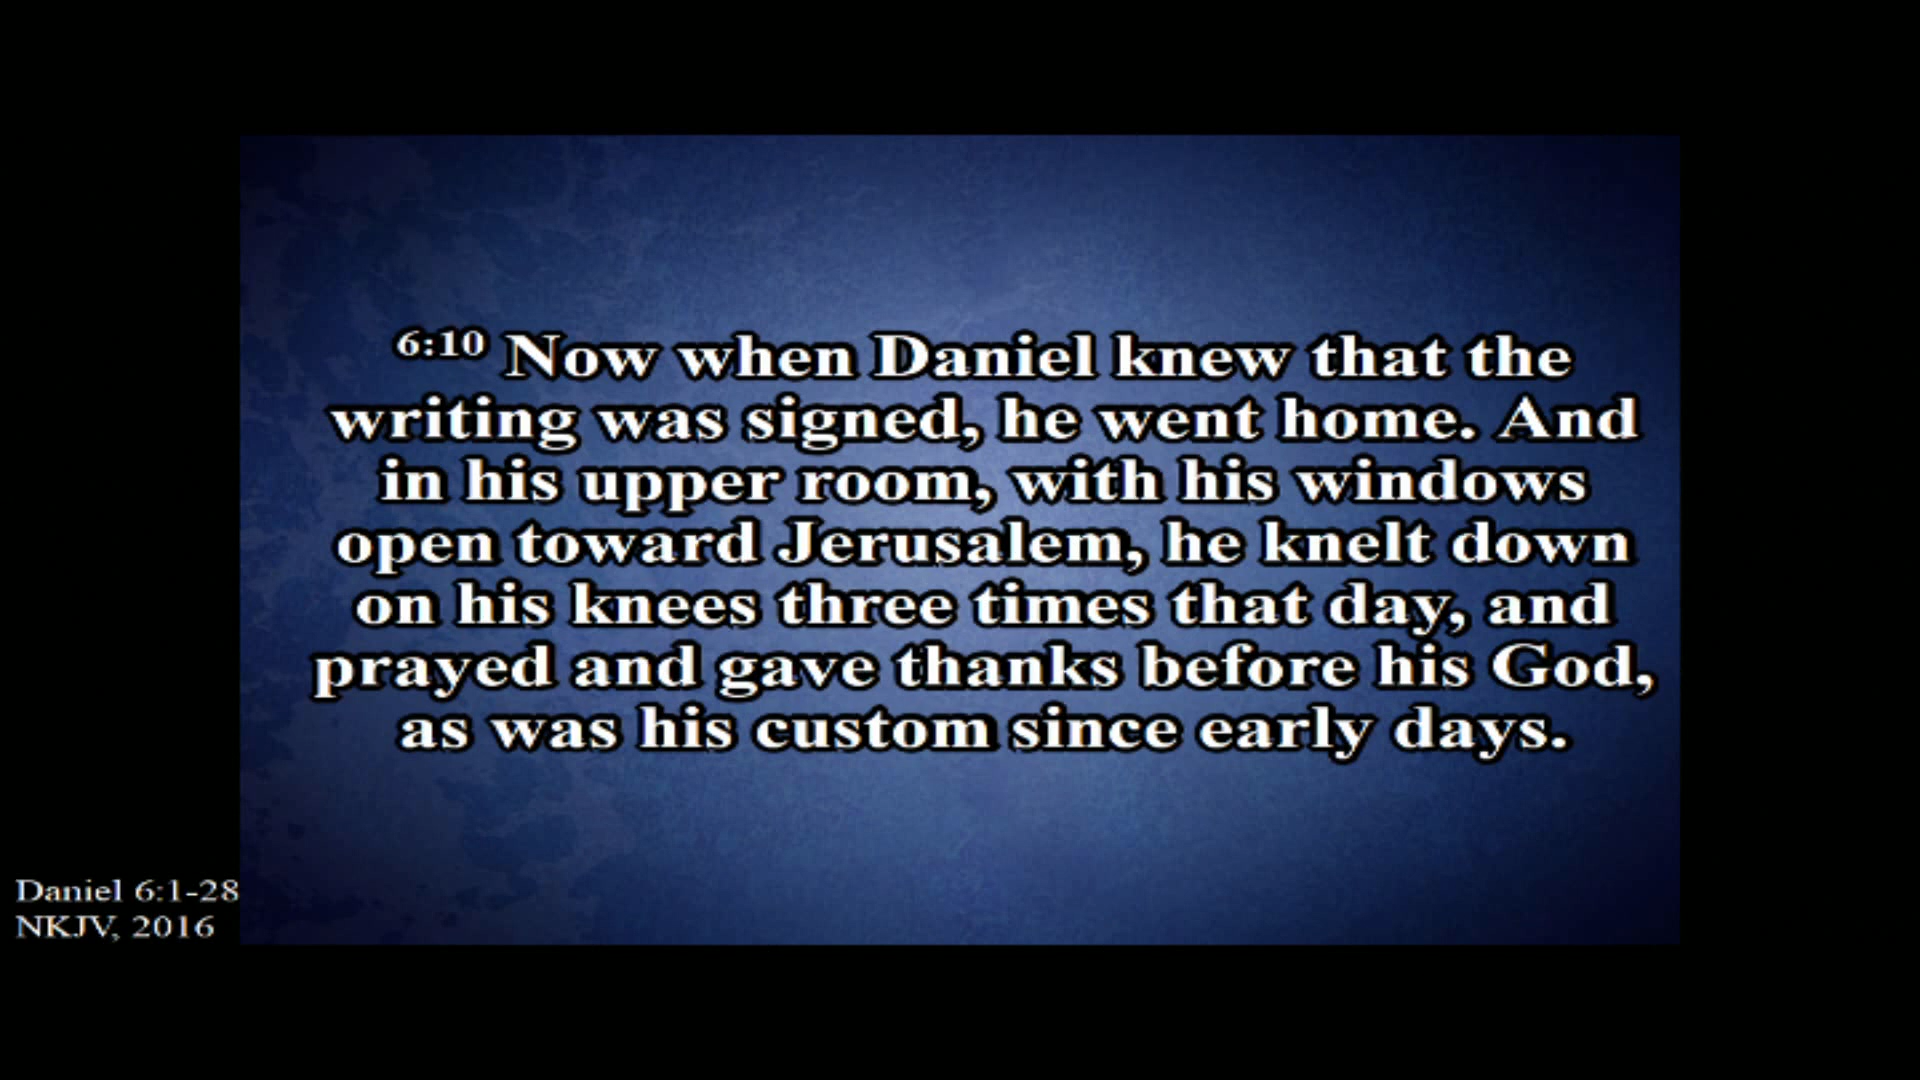 6:10 Now when Daniel knew that the
writing was signed, he went home. And
in his upper room, with his windows
open toward Jerusalem, he knelt down
on his knees three times that day, and
prayed and gave thanks before his God,
as was his custom since early days.
Daniel 6:1-28
NKJV, 2016